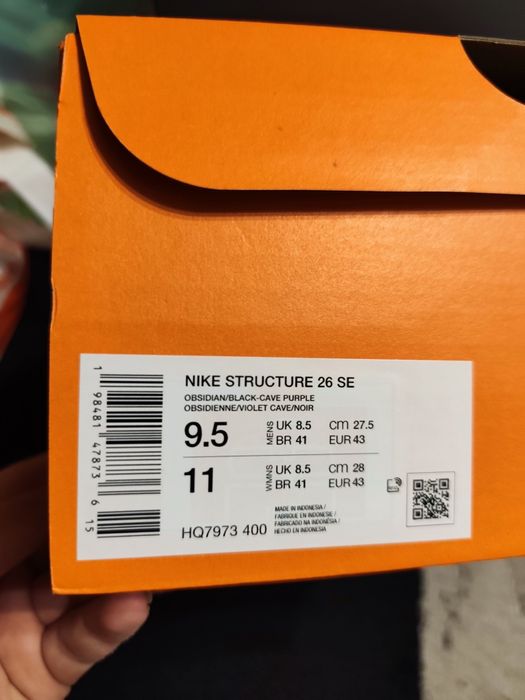 NIKE STRUCTURE 26 SE
OBSIDIAN/BLACK-CAVE PURPLE
OBSIDIENNE/VIOLET CAVE/NOIR
9.5 MENS UK 8.5 cm 27.5
BR 41 EUR 43
11 WMNS UK 8.5 cm 28
BR 41 EUR 43
HQ7973 400
MADE IN INDONESIA /
FABRIQUE EN INDONESIE /
FABRICADO NA INDONÉSIA /
HECHO EN INDONESIA
1 98481 47873 6 15